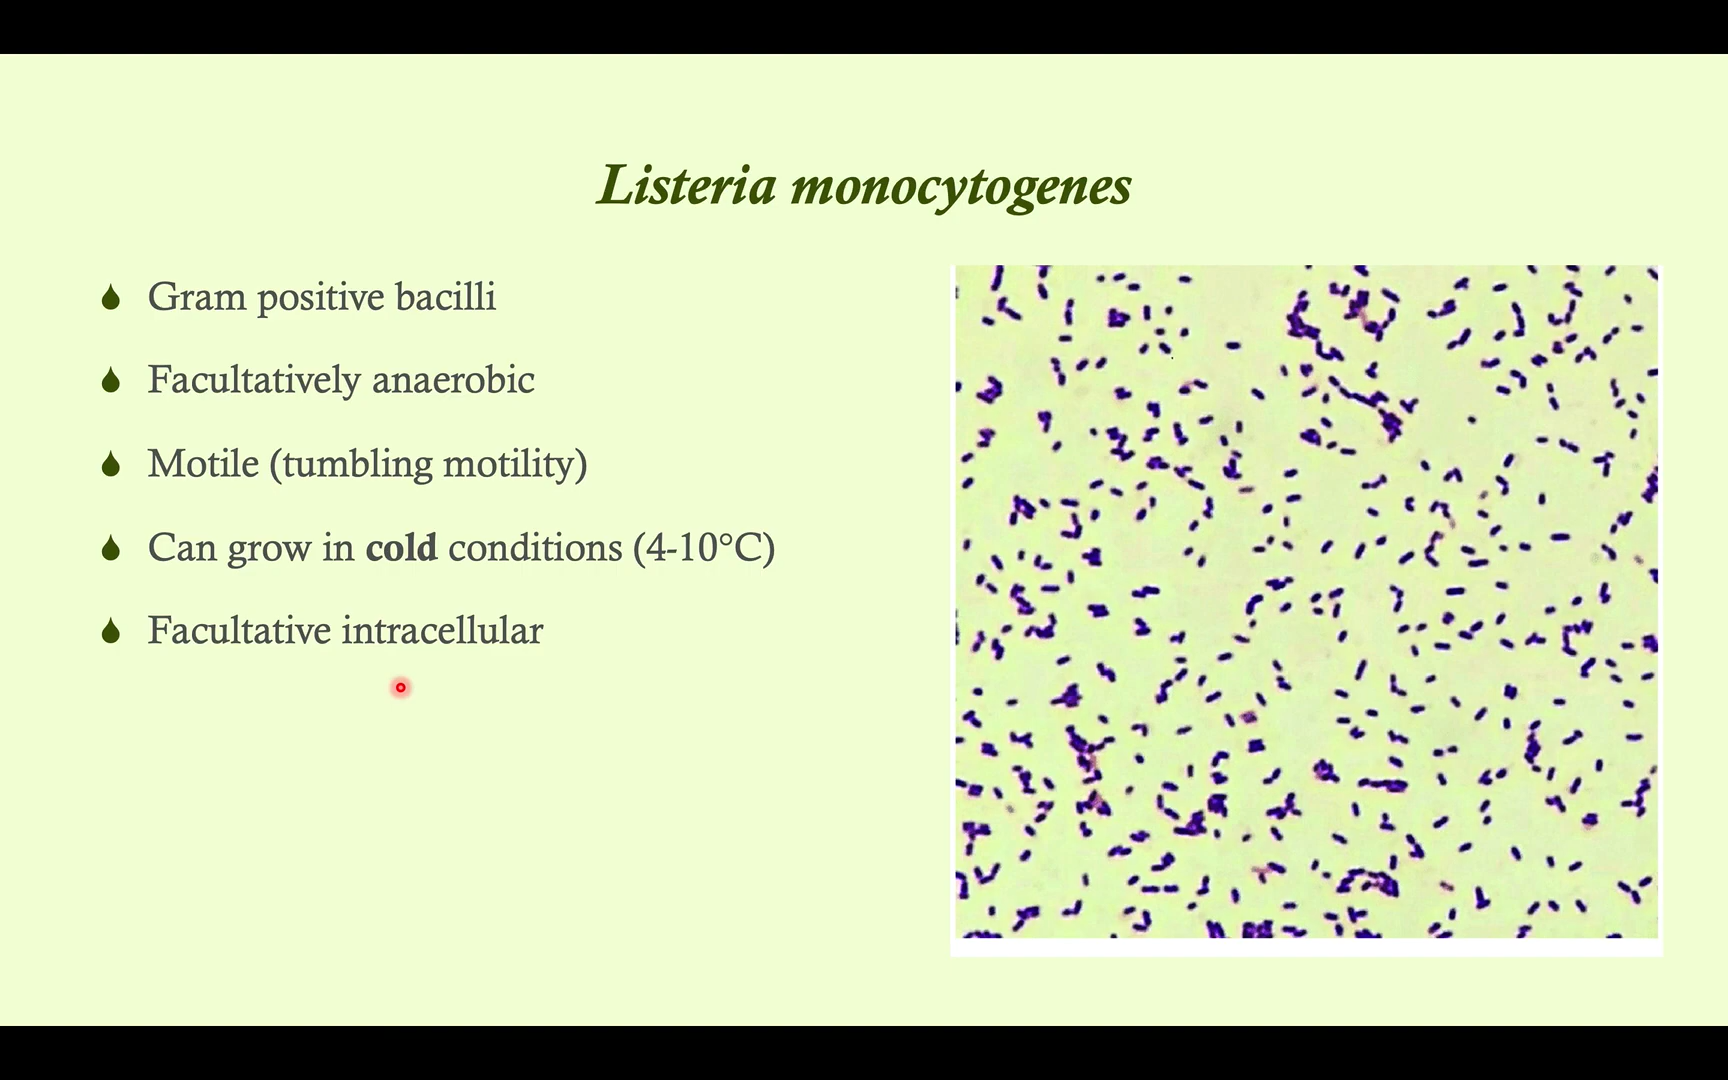 Listeria monocytogenes
Gram positive bacilli
Facultatively anaerobic
Motile (tumbling motility)
Can grow in cold conditions (4-10°C)
Facultative intracellular